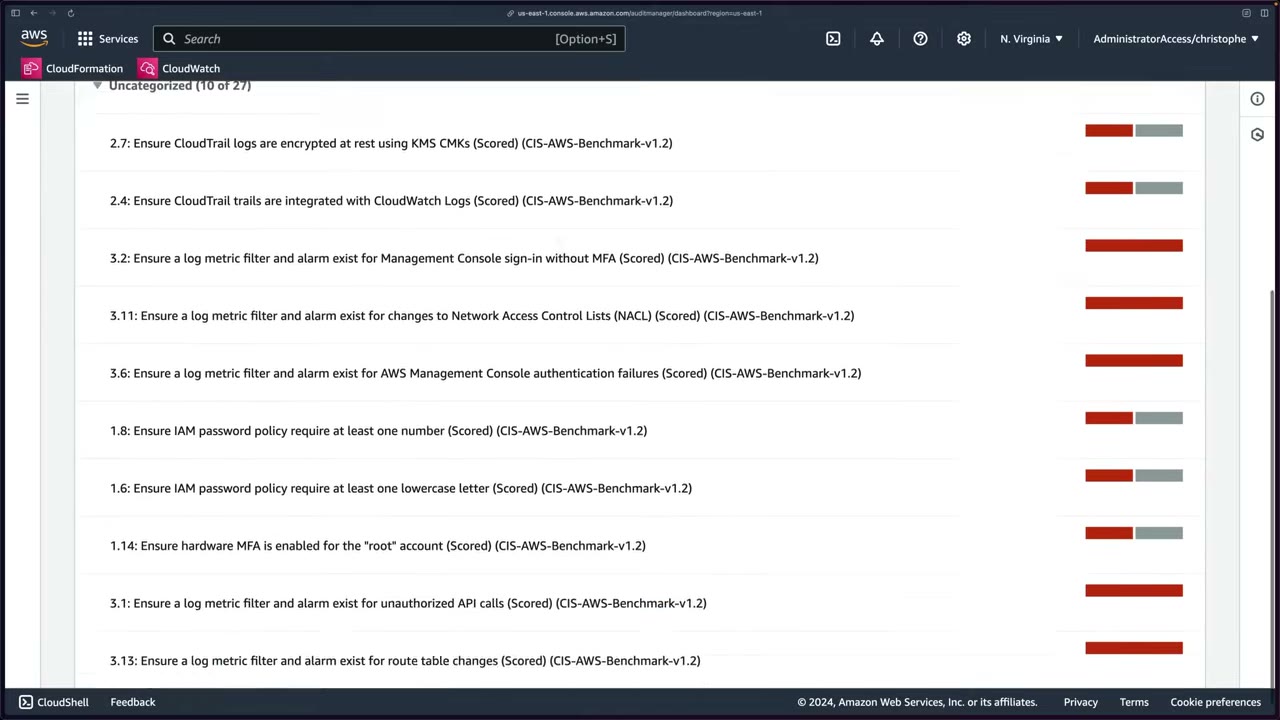 us-east-1.console.aws.amazon.com/auditmanager/dashboard?region=us-east-1
aws
Services
Search
[Option+S]
N. Virginia
AdministratorAccess/christophe
CloudFormation
CloudWatch
Uncategorized (10 of 27)
2.7: Ensure CloudTrail logs are encrypted at rest using KMS CMKs (Scored) (CIS-AWS-Benchmark-v1.2)
2.4: Ensure CloudTrail trails are integrated with CloudWatch Logs (Scored) (CIS-AWS-Benchmark-v1.2)
3.2: Ensure a log metric filter and alarm exist for Management Console sign-in without MFA (Scored) (CIS-AWS-Benchmark-v1.2)
3.11: Ensure a log metric filter and alarm exist for changes to Network Access Control Lists (NACL) (Scored) (CIS-AWS-Benchmark-v1.2)
3.6: Ensure a log metric filter and alarm exist for AWS Management Console authentication failures (Scored) (CIS-AWS-Benchmark-v1.2)
1.8: Ensure IAM password policy require at least one number (Scored) (CIS-AWS-Benchmark-v1.2)
1.6: Ensure IAM password policy require at least one lowercase letter (Scored) (CIS-AWS-Benchmark-v1.2)
1.14: Ensure hardware MFA is enabled for the "root" account (Scored) (CIS-AWS-Benchmark-v1.2)
3.1: Ensure a log metric filter and alarm exist for unauthorized API calls (Scored) (CIS-AWS-Benchmark-v1.2)
3.13: Ensure a log metric filter and alarm exist for route table changes (Scored) (CIS-AWS-Benchmark-v1.2)
CloudShell
Feedback
© 2024, Amazon Web Services, Inc. or its affiliates.
Privacy
Terms
Cookie preferences